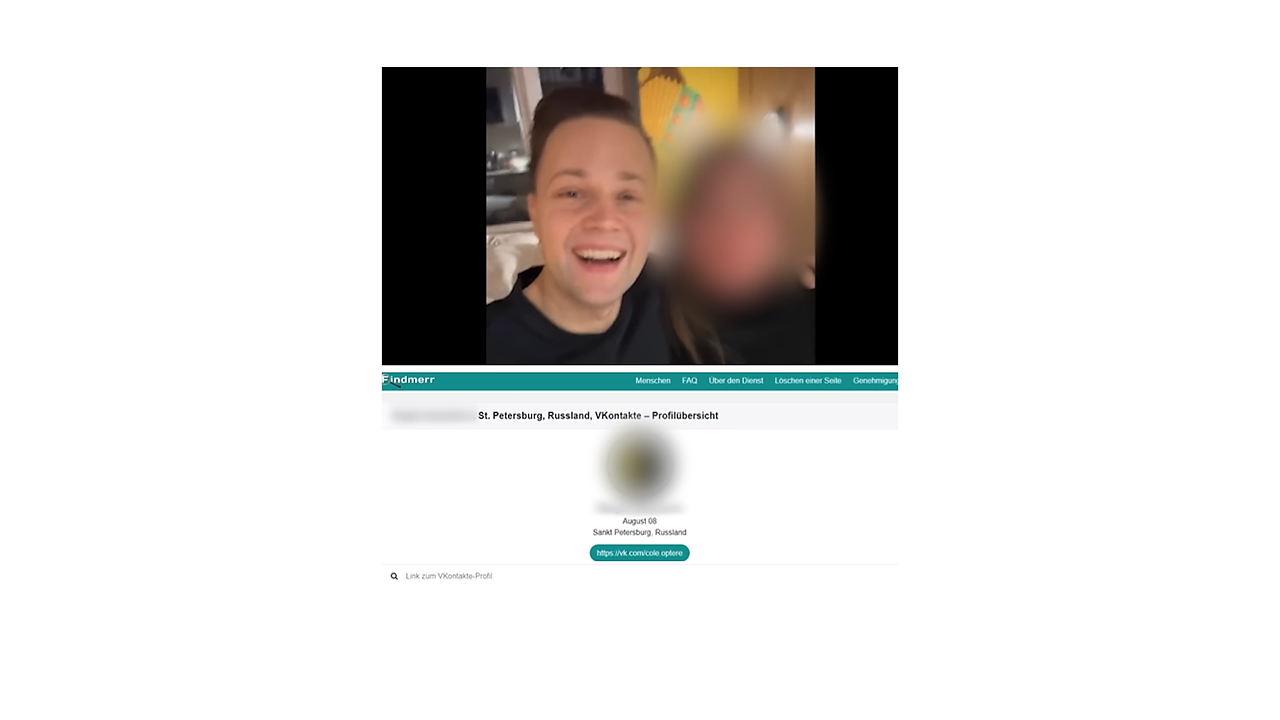 Findmerr
Menschen FAQ Über den Dienst Löschen einer Seite Genehmigung
St. Petersburg, Russland, VKontakte – Profilübersicht
August 08
Sankt Petersburg, Russland
https://vk.com/cole.optere
Link zum VKontakte-Profil